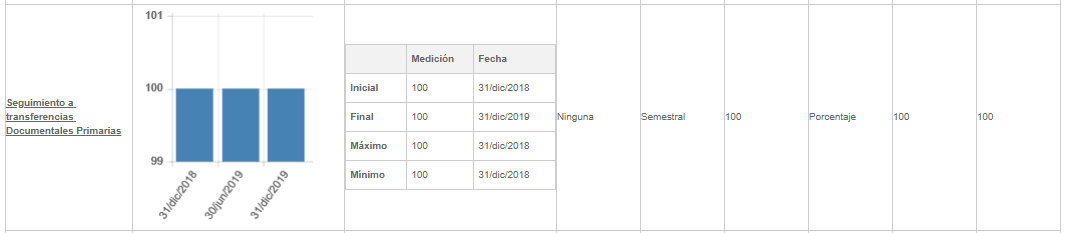 Seguimiento a
transferencias
Documentales Primarias
101
100
99
31/dic/2018
30/jun/2019
31/dic/2019
Medición Fecha
Inicial 100 31/dic/2018
Final 100 31/dic/2019
Máximo 100 31/dic/2018
Mínimo 100 31/dic/2018
Ninguna
Semestral
100
Porcentaje
100
100